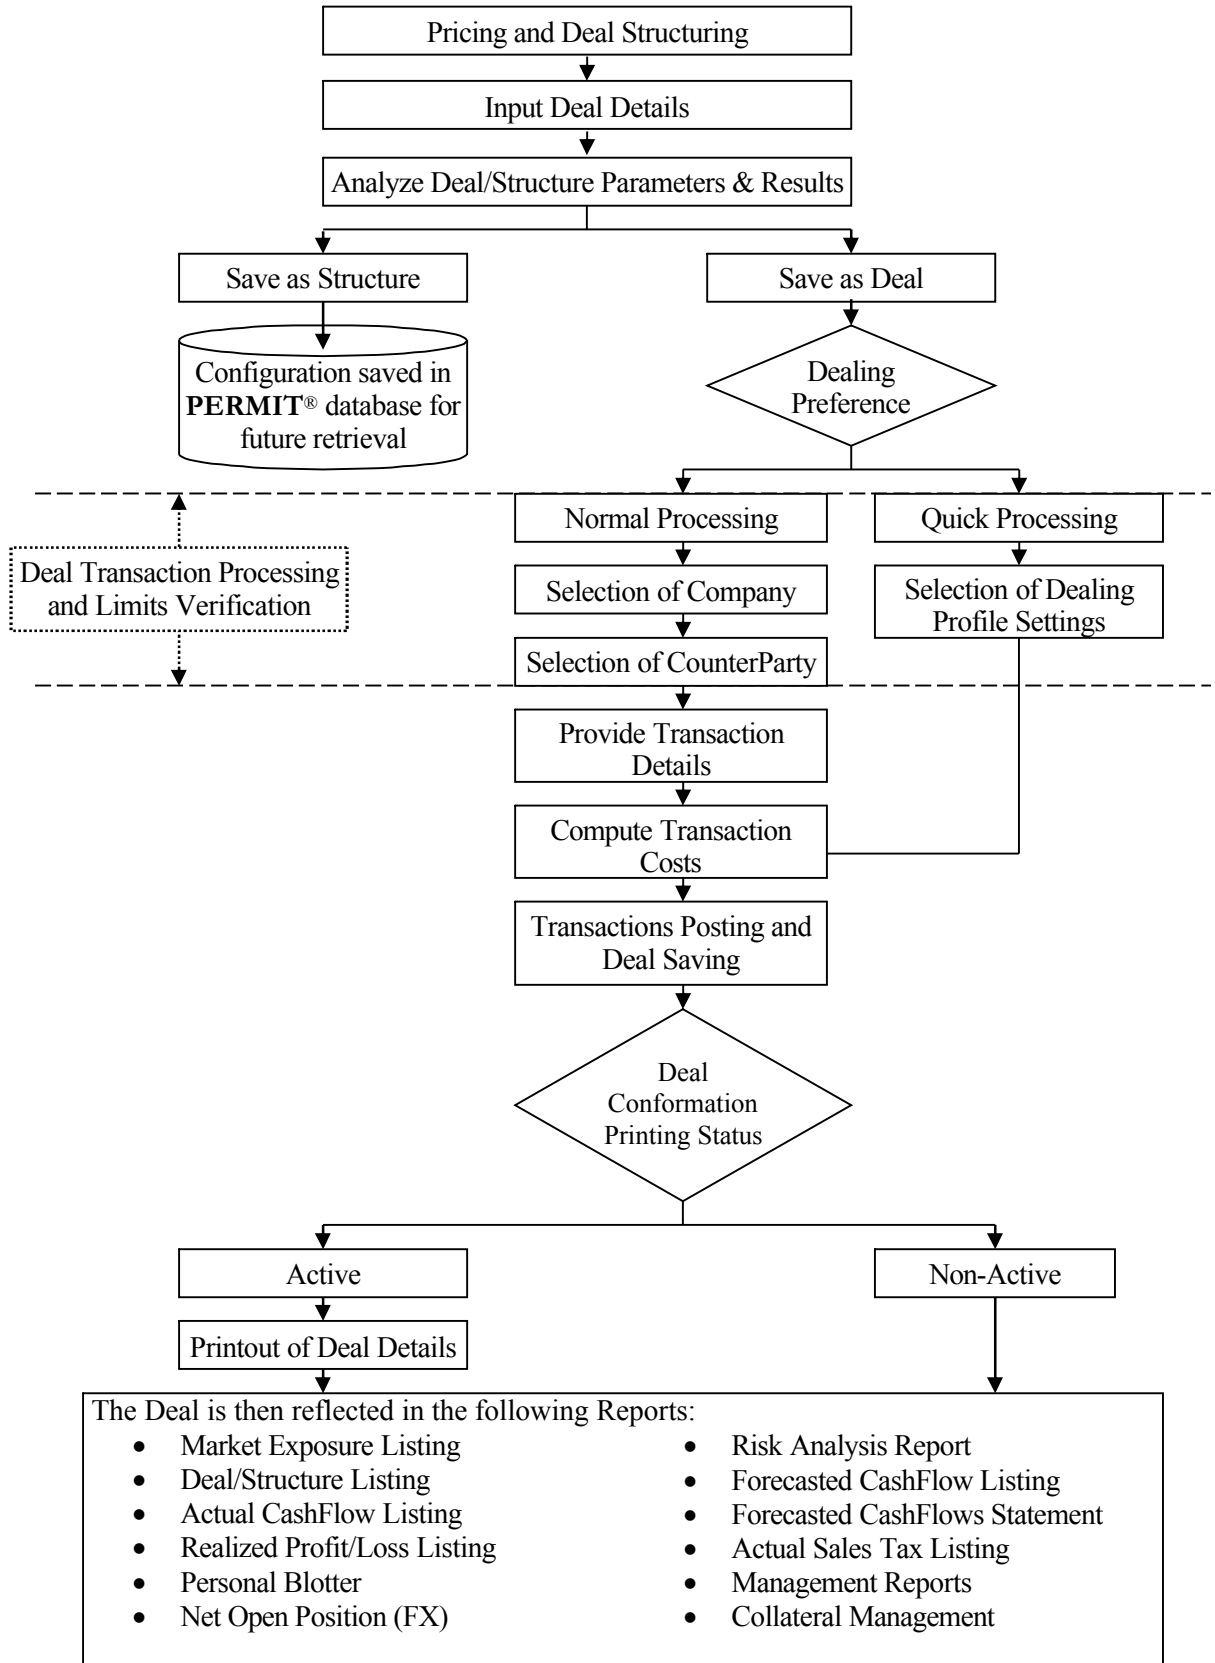 Pricing and Deal Structuring
Input Deal Details
Analyze Deal/Structure Parameters & Results
Save as Structure
Save as Deal
Configuration saved in
PERMIT® database for
future retrieval
Dealing
Preference
Normal Processing
Quick Processing
Deal Transaction Processing
and Limits Verification
Selection of Company
Selection of Dealing
Profile Settings
Selection of CounterParty
Provide Transaction
Details
Compute Transaction
Costs
Transactions Posting and
Deal Saving
Deal
Conformation
Printing Status
Active
Non-Active
Printout of Deal Details
The Deal is then reflected in the following Reports:
• Market Exposure Listing
• Deal/Structure Listing
• Actual CashFlow Listing
• Realized Profit/Loss Listing
• Personal Blotter
• Net Open Position (FX)
• Risk Analysis Report
• Forecasted CashFlow Listing
• Forecasted CashFlows Statement
• Actual Sales Tax Listing
• Management Reports
• Collateral Management